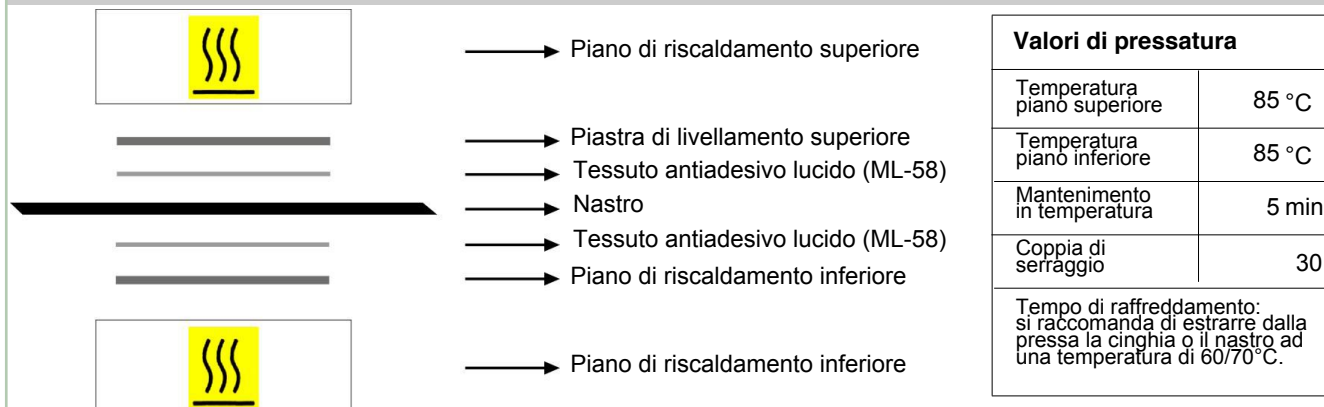 Piano di riscaldamento superiore
Piastra di livellamento superiore
Tessuto antiadesivo lucido (ML-58)
Nastro
Tessuto antiadesivo lucido (ML-58)
Piano di riscaldamento inferiore
Piano di riscaldamento inferiore
Valori di pressatura
Temperatura
piano superiore
85 °C
Temperatura
piano inferiore
85 °C
Mantenimento
in temperatura
5 min
Coppia di
serraggio
30
Tempo di raffreddamento:
si raccomanda di estrarre dalla
pressa la cinghia o il nastro ad
una temperatura di 60/70°C.